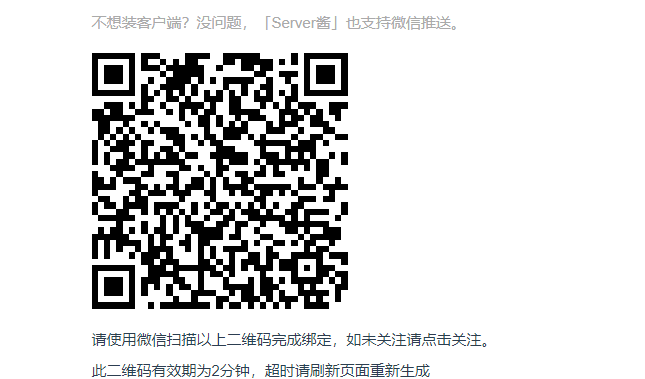 不想装客户端？没问题，「Server酱」也支持微信推送。
请使用微信扫描以上二维码完成绑定，如未关注请点击关注。
此二维码有效期为2分钟，超时请刷新页面重新生成